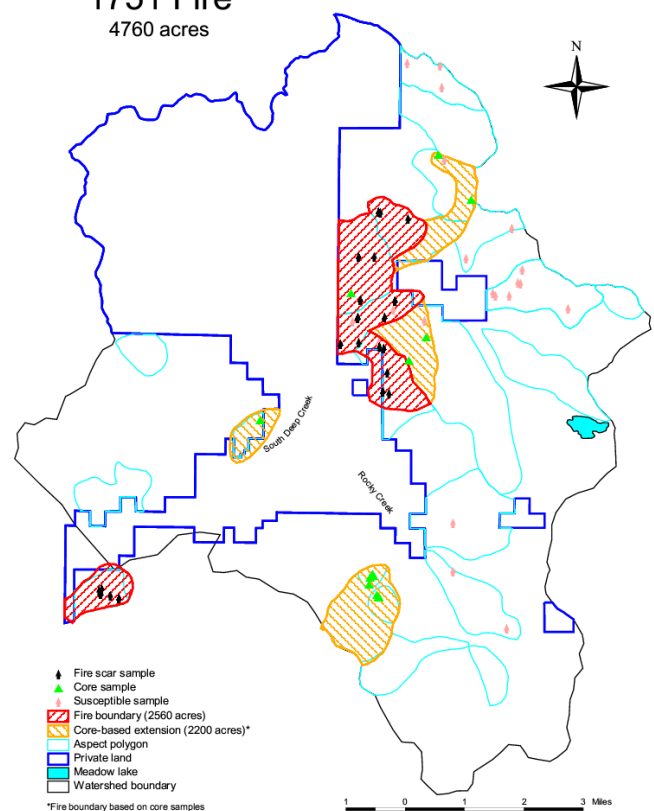 1751 Fire
4760 acres
N
South Deep Creek
Rocky Creek
Fire scar sample
Core sample
Susceptible sample
Fire boundary (2560 acres)
Core-based extension (2200 acres)*
Aspect polygon
Private land
Meadow lake
Watershed boundary
*Fire boundary based on core samples
1 0 1 2 3 Miles